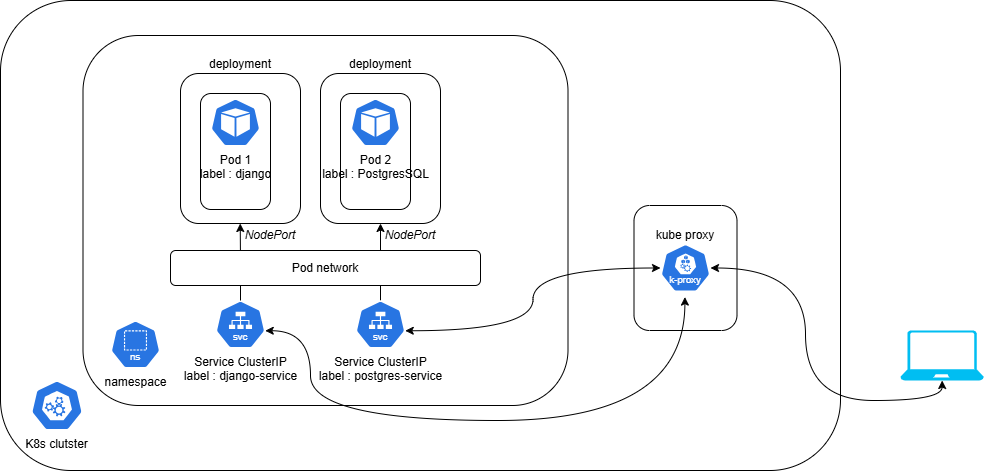 deployment
deployment
Pod 1
label : django
Pod 2
label : PostgresSQL
NodePort
NodePort
Pod network
kube proxy
k-proxy
svc
svc
Service ClusterIP
label : django-service
Service ClusterIP
label : postgres-service
ns
namespace
K8s clutster